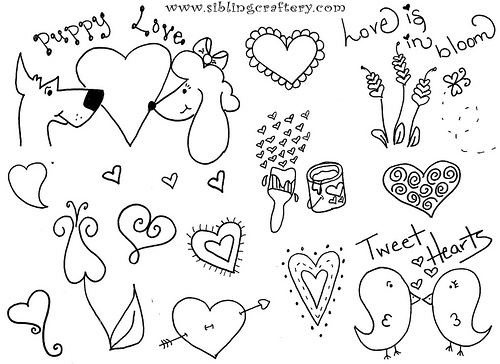 www.siblingcraftery.com
Puppy Love
Love is
in bloom
Tweet
Hearts